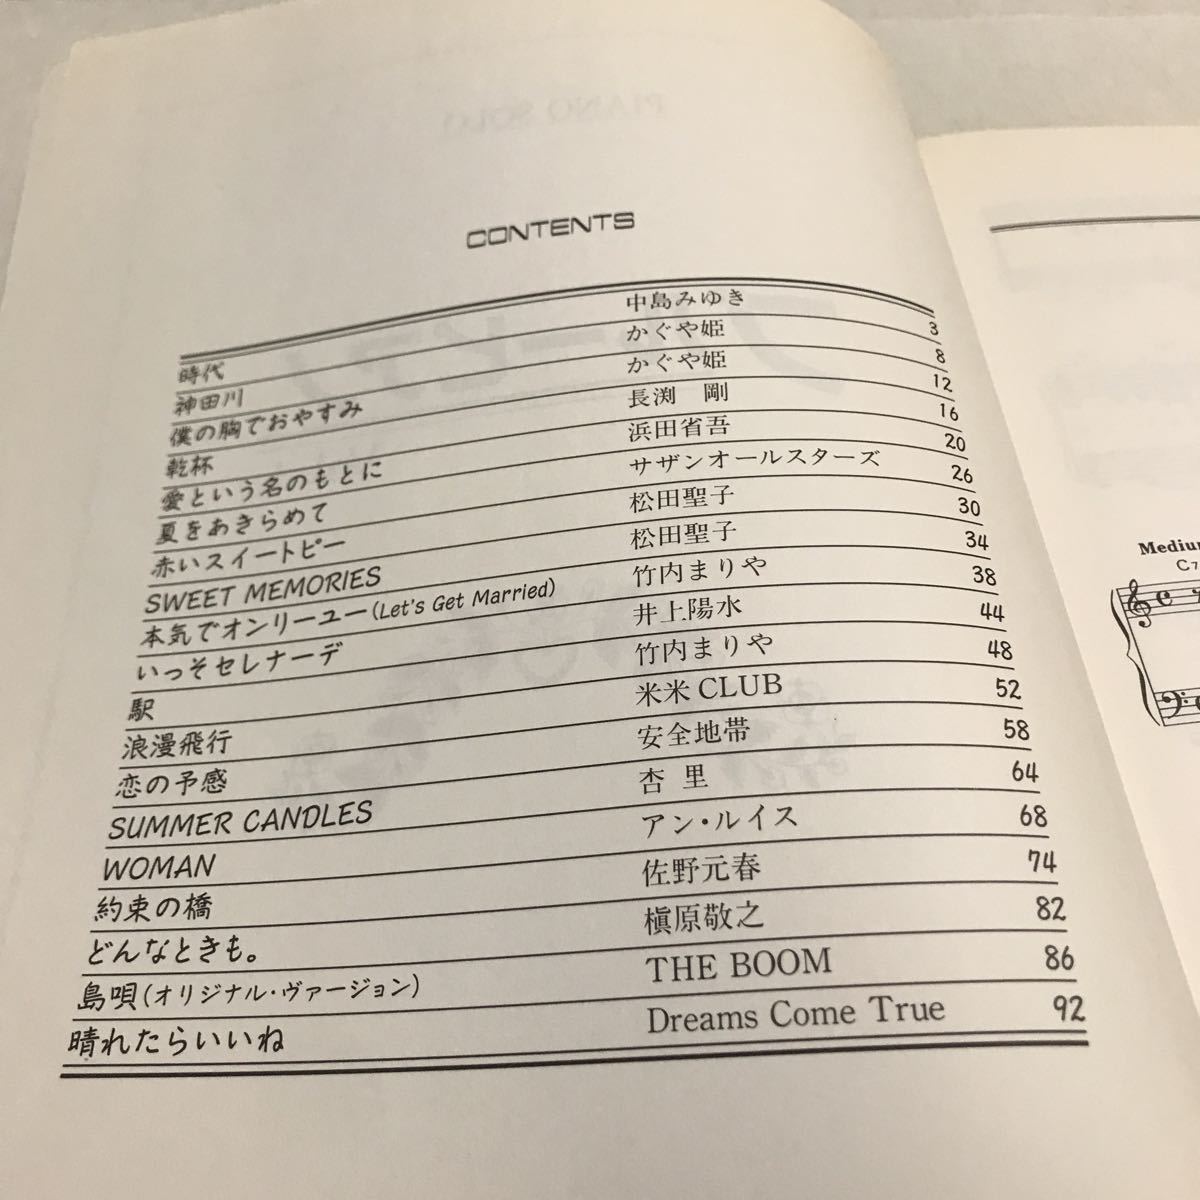 CONTENTS
時代 中島みゆき 3
神田川 かぐや姫 8
僕の胸でおやすみ かぐや姫 12
乾杯 長渕 剛 16
愛という名のもとに 浜田省吾 20
夏をあきらめて サザンオールスターズ 26
赤いスイートピー 松田聖子 30
SWEET MEMORIES 松田聖子 34
本気でオンリーユー(Let's Get Married) 竹内まりや 38
いっそセレナーデ 井上陽水 44
駅 竹内まりや 48
浪漫飛行 米米CLUB 52
恋の予感 安全地帯 58
SUMMER CANDLES 杏里 64
WOMAN アン・ルイス 68
約束の橋 佐野元春 74
どんなときも。 槇原敬之 82
島唄(オリジナル・ヴァージョン) THE BOOM 86
晴れたらいいね Dreams Come True 92
C7